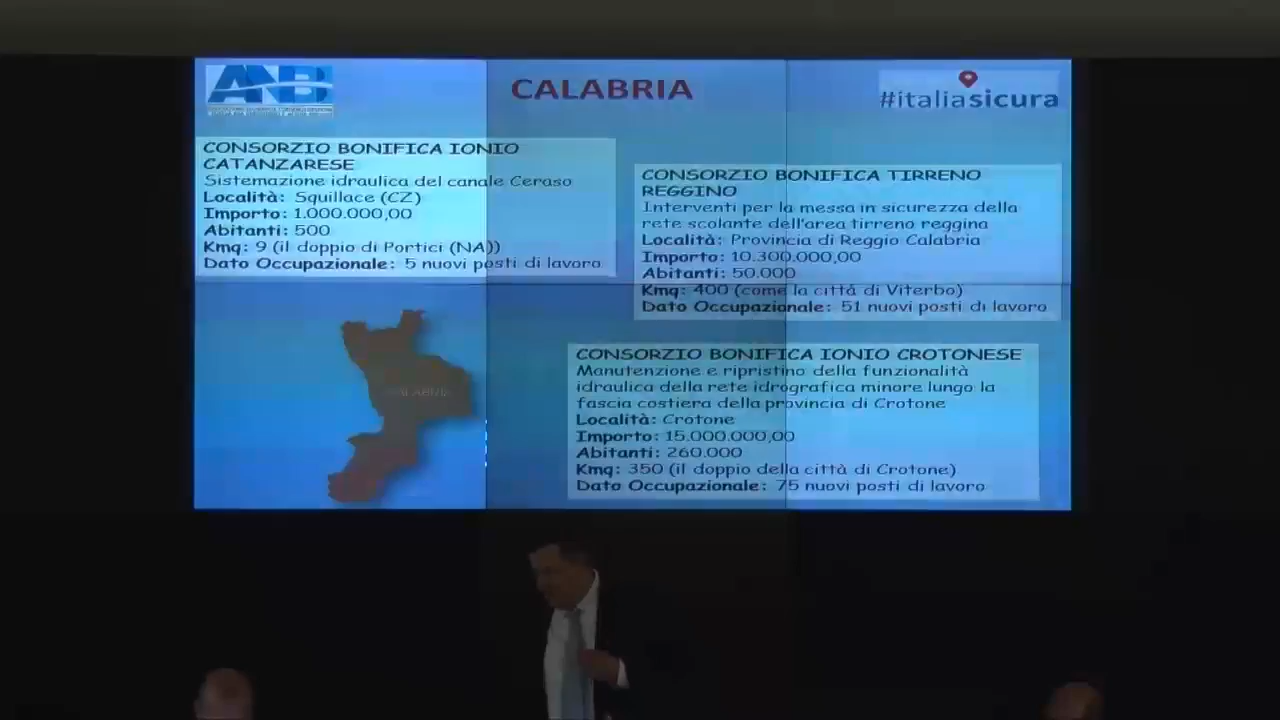 ANBI
CALABRIA
#italiasicura
CONSORZIO BONIFICA IONIO
CATANZARESE
Sistemazione idraulica del canale Ceraso
Località: Squillace (CZ)
Importo: 1.000.000,00
Abitanti: 500
Kmq: 9 (il doppio di Portici (NA))
Dato Occupazionale: 5 nuovi posti di lavoro
CONSORZIO BONIFICA TIRRENO
REGGINO
Interventi per la messa in sicurezza della
rete scolante dell'area tirreno reggina
Località: Provincia di Reggio Calabria
Importo: 10.300.000,00
Abitanti: 50.000
Kmq: 400 (come la città di Viterbo)
Dato Occupazionale: 51 nuovi posti di lavoro
CALABRIA
CONSORZIO BONIFICA IONIO CROTONESE
Manutenzione e ripristino della funzionalità
idraulica della rete idrografica minore lungo la
fascia costiera della provincia di Crotone
Località: Crotone
Importo: 15.000.000,00
Abitanti: 260.000
Kmq: 350 (il doppio della città di Crotone)
Dato Occupazionale: 75 nuovi posti di lavoro